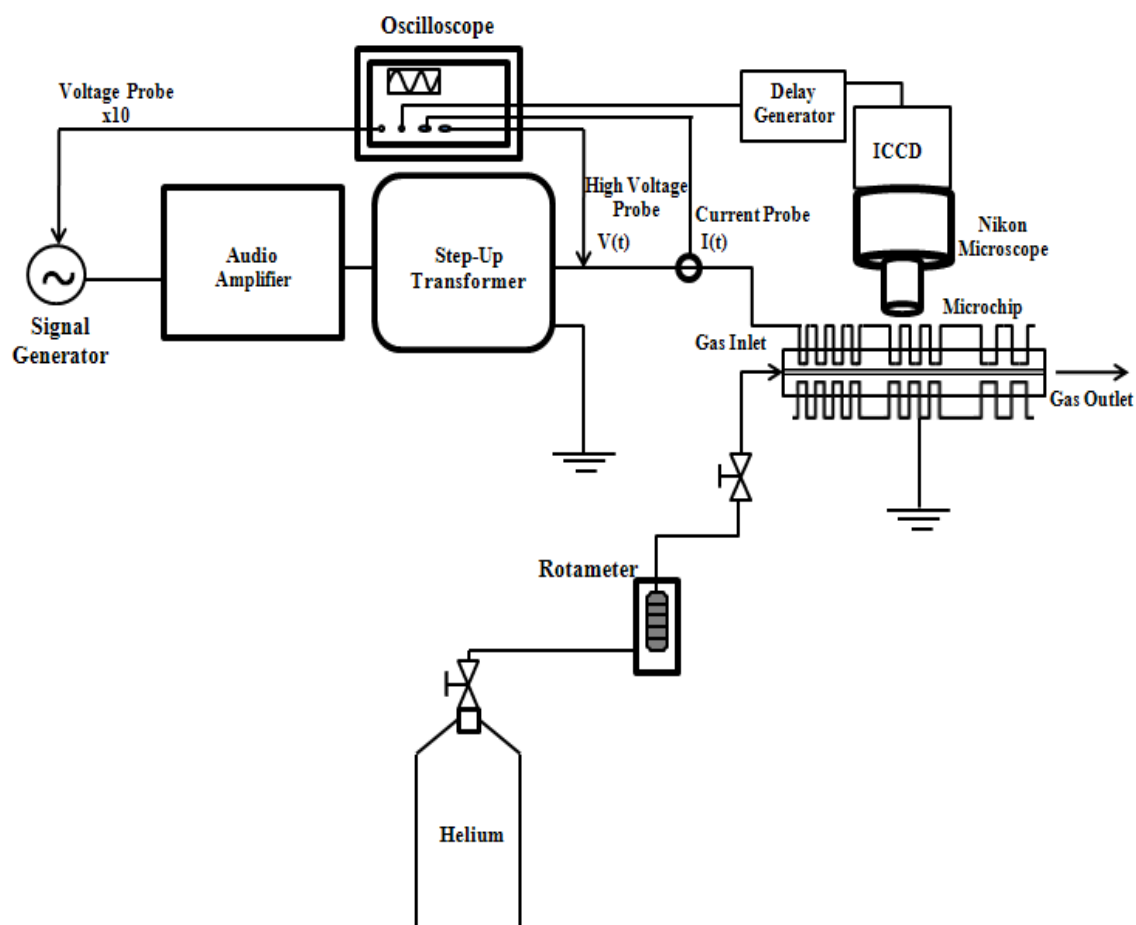 Oscilloscope
Voltage Probe
x10
Delay
Generator
ICCD
High Voltage
Probe
V(t)
Current Probe
I(t)
Nikon
Microscope
Audio
Amplifier
Step-Up
Transformer
Signal
Generator
Microchip
Gas Inlet
Gas Outlet
Rotameter
Helium